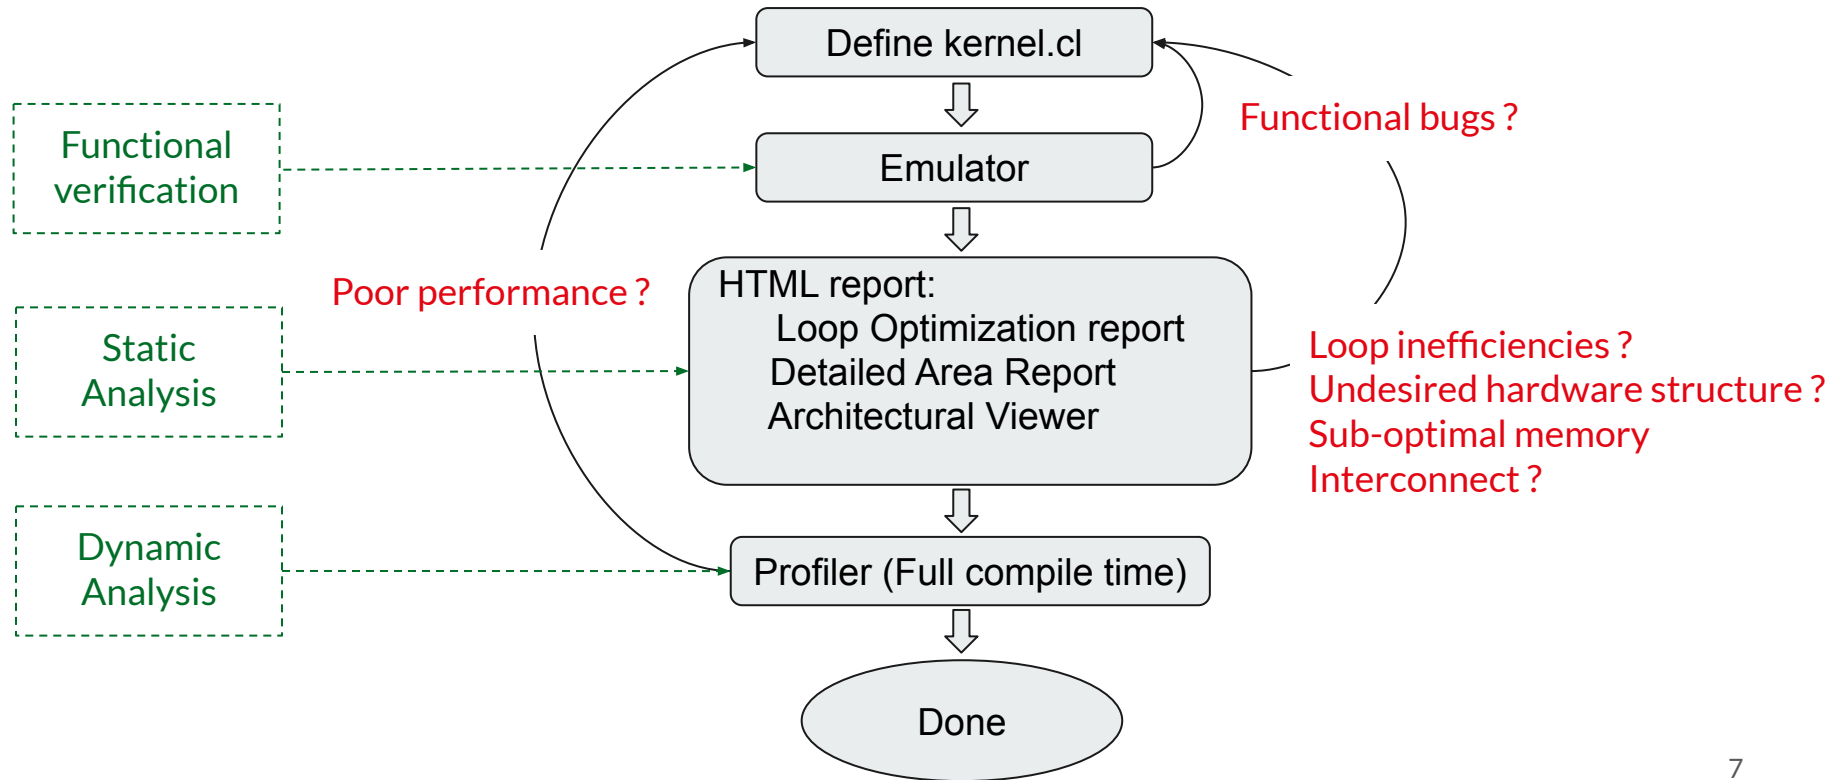 Define kernel.cl
Functional bugs ?
Functional
verification
Emulator
Poor performance ?
HTML report:
Loop Optimization report
Detailed Area Report
Architectural Viewer
Static
Analysis
Loop inefficiencies ?
Undesired hardware structure ?
Sub-optimal memory
Interconnect ?
Dynamic
Analysis
Profiler (Full compile time)
Done
7